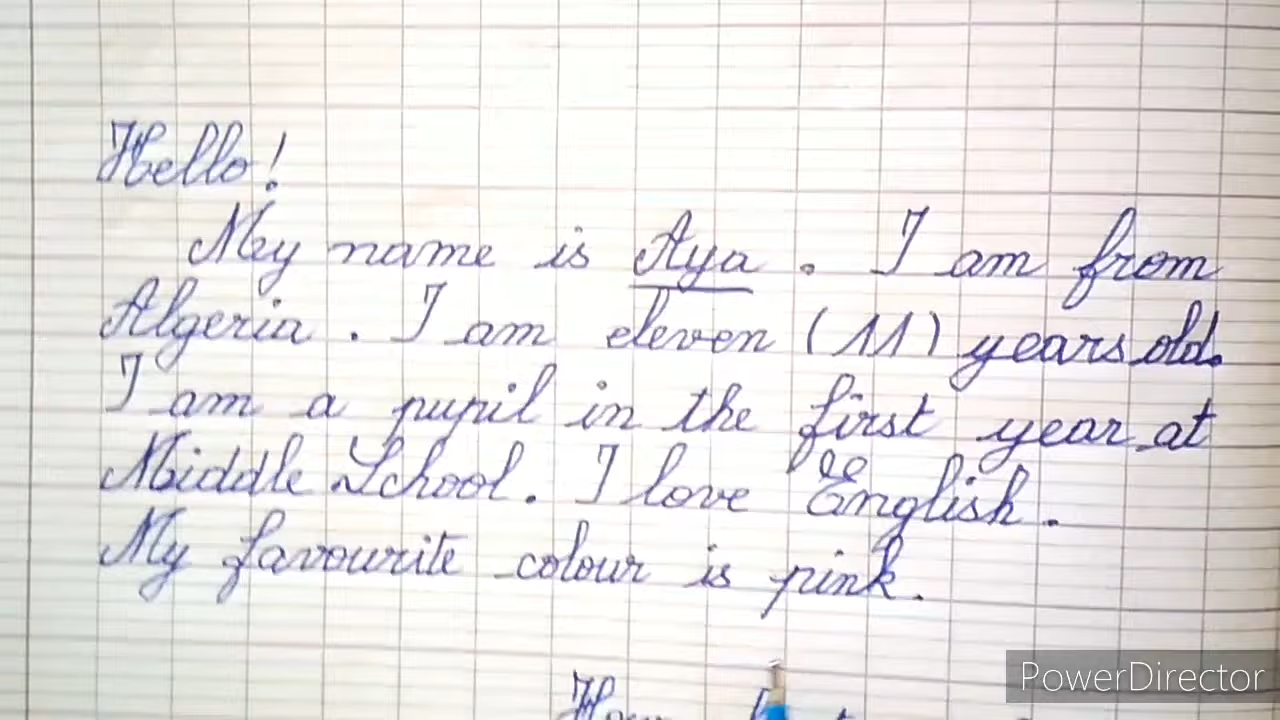 Hello!
My name is Aya. I am from
Algeria. I am eleven (11) years old.
I am a pupil in the first year at
Middle School. I love English.
My favourite colour is pink.
PowerDirector